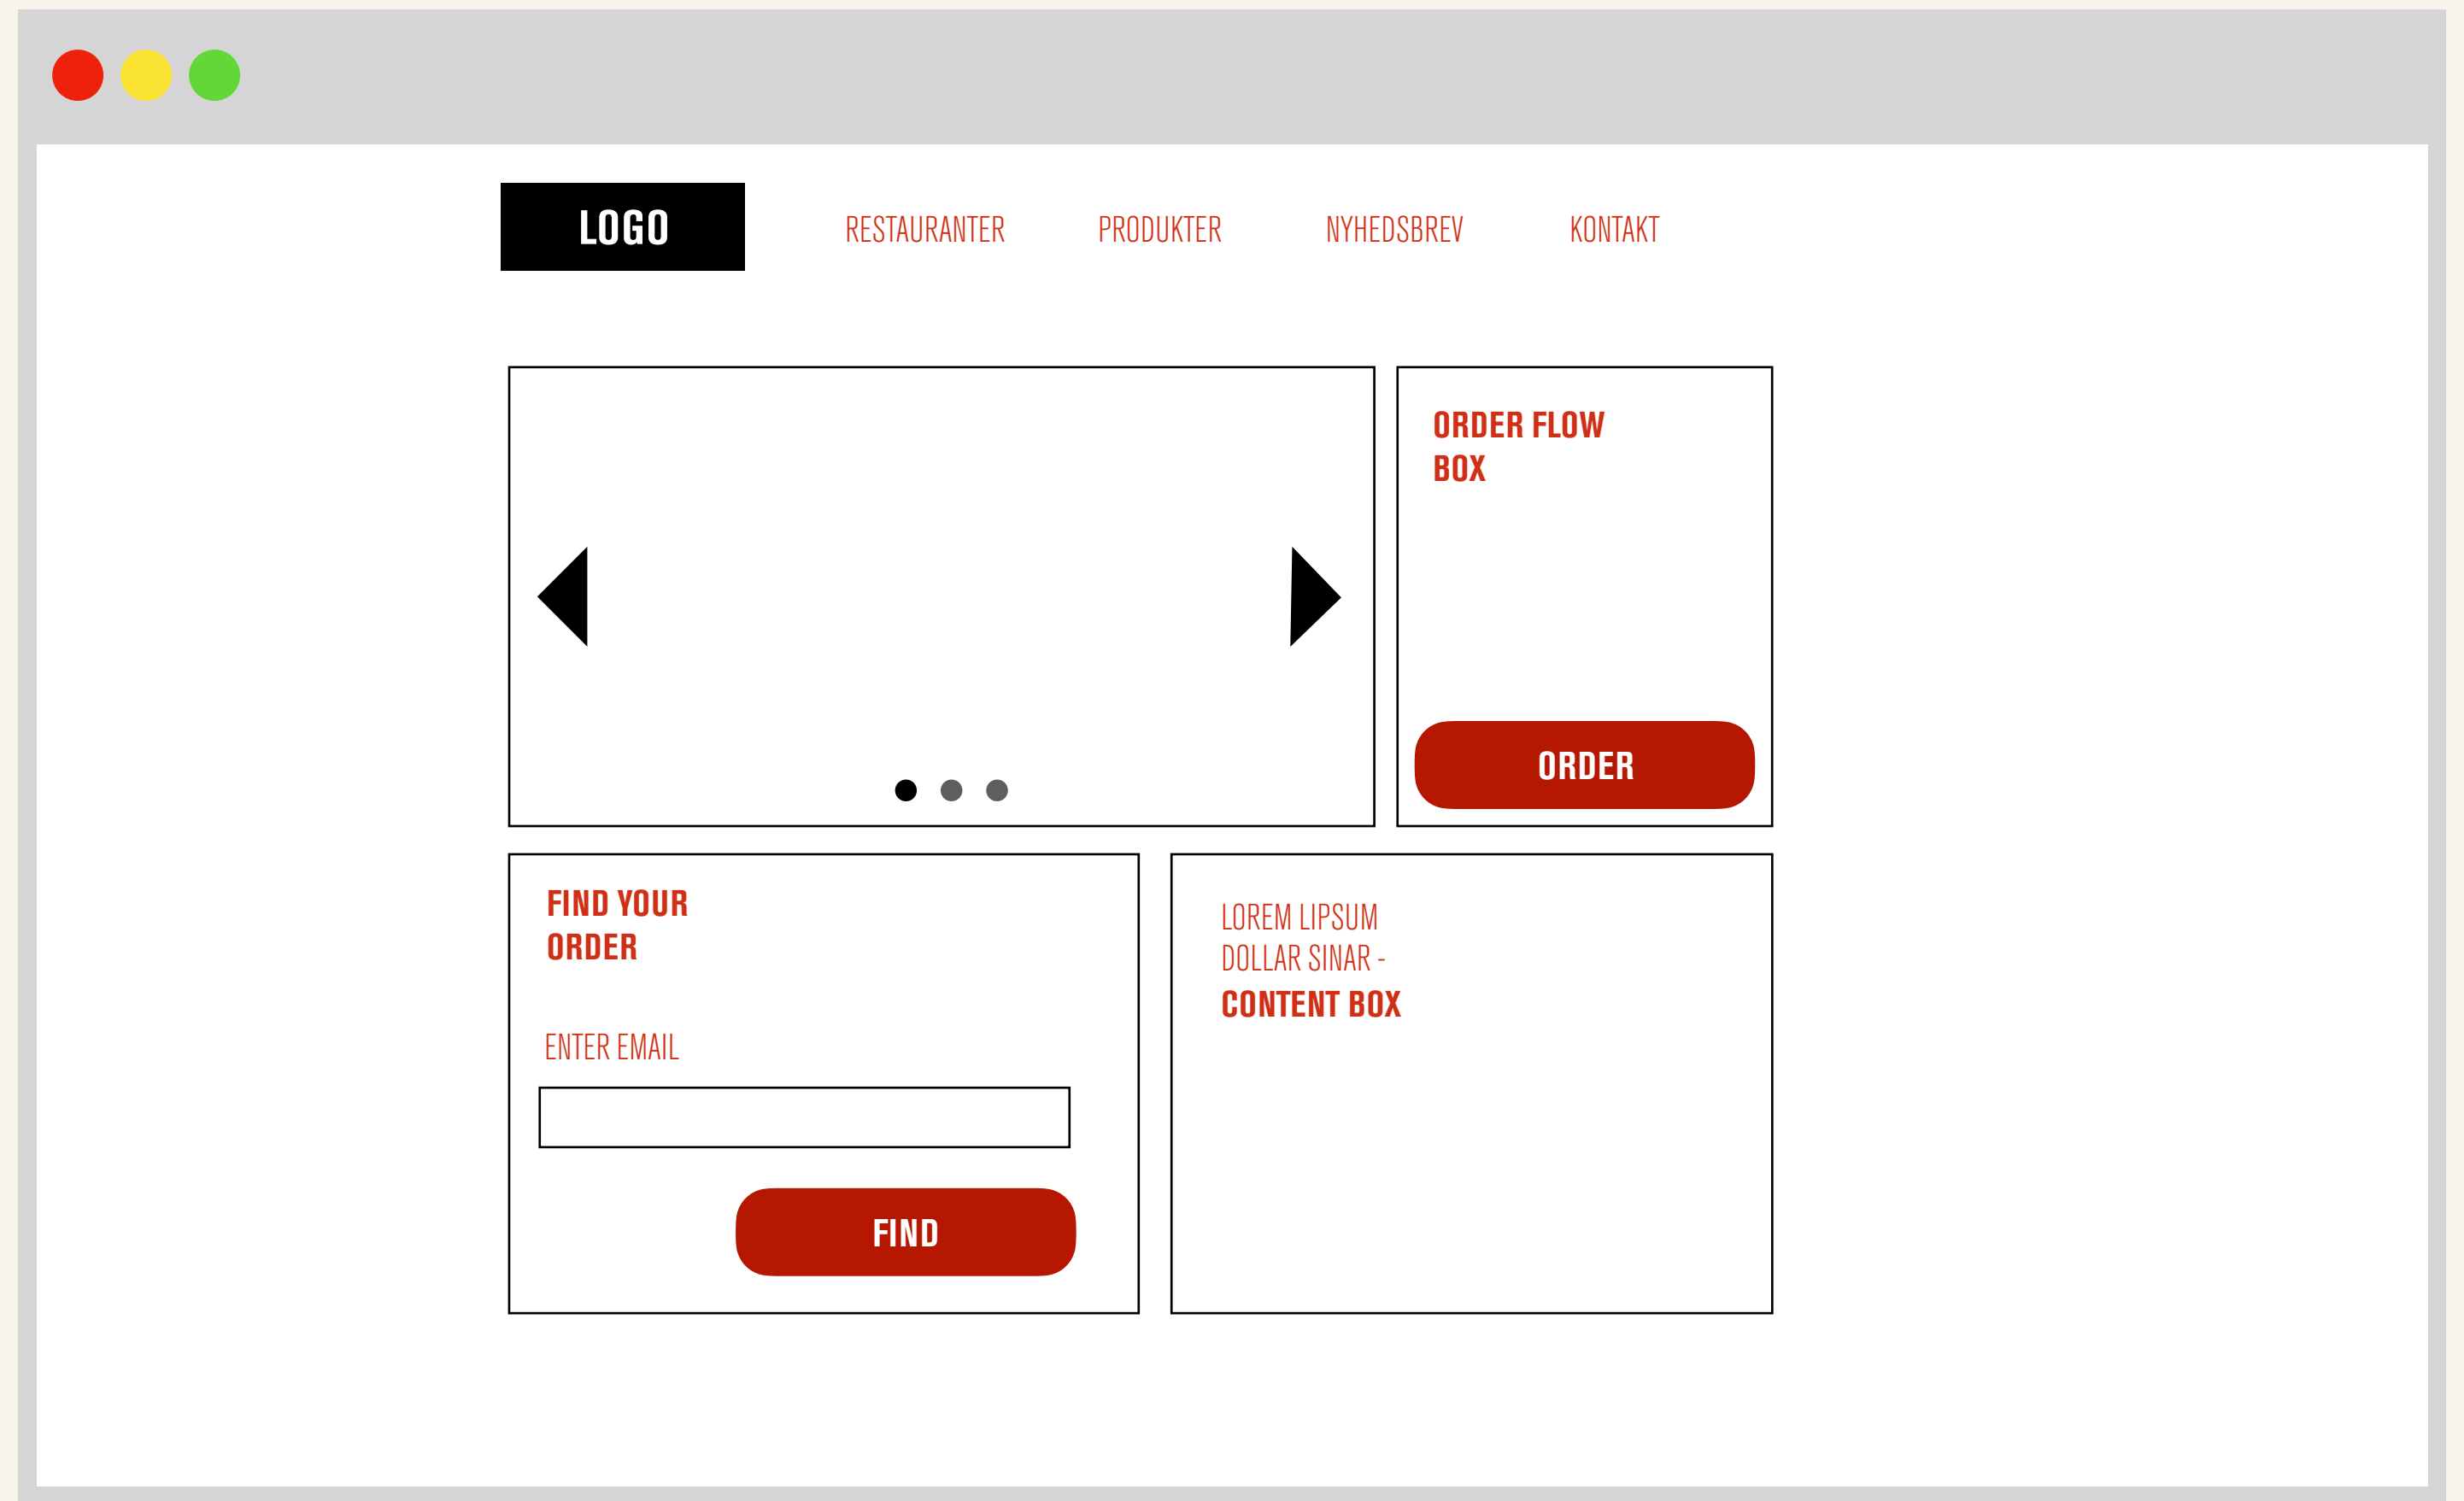 LOGO
RESTAURANTER
PRODUKTER
NYHEDSBREV
KONTAKT
ORDER FLOW
BOX
ORDER
FIND YOUR
ORDER
ENTER EMAIL
FIND
LOREM LIPSUM
DOLLAR SINAR -
CONTENT BOX